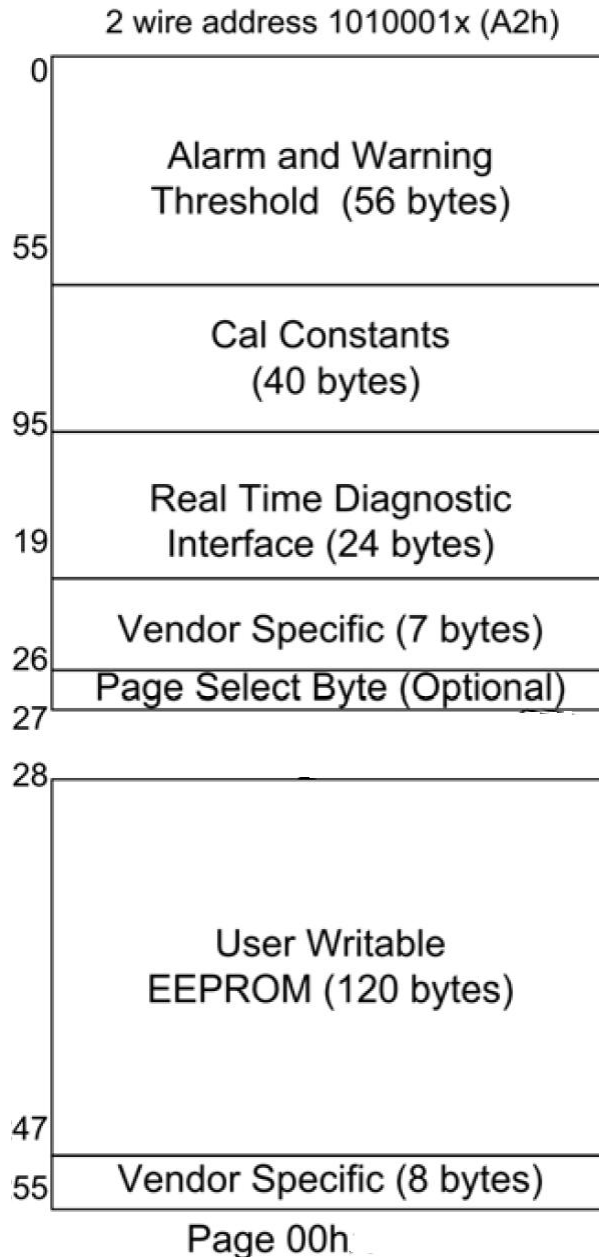 2 wire address 1010001x (A2h)
0
Alarm and Warning
Threshold (56 bytes)
55
Cal Constants
(40 bytes)
95
Real Time Diagnostic
Interface (24 bytes)
19
Vendor Specific (7 bytes)
26
Page Select Byte (Optional)
27
28
User Writable
EEPROM (120 bytes)
47
Vendor Specific (8 bytes)
55
Page 00h